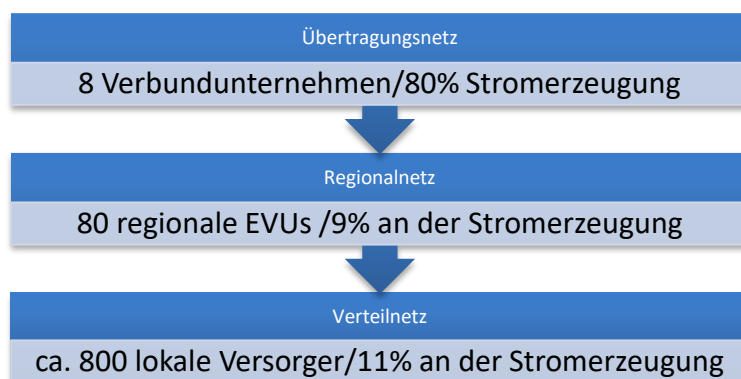 Übertragungsnetz
8 Verbundunternehmen/80% Stromerzeugung
Regionalnetz
80 regionale EVUs /9% an der Stromerzeugung
Verteilnetz
ca. 800 lokale Versorger/11% an der Stromerzeugung